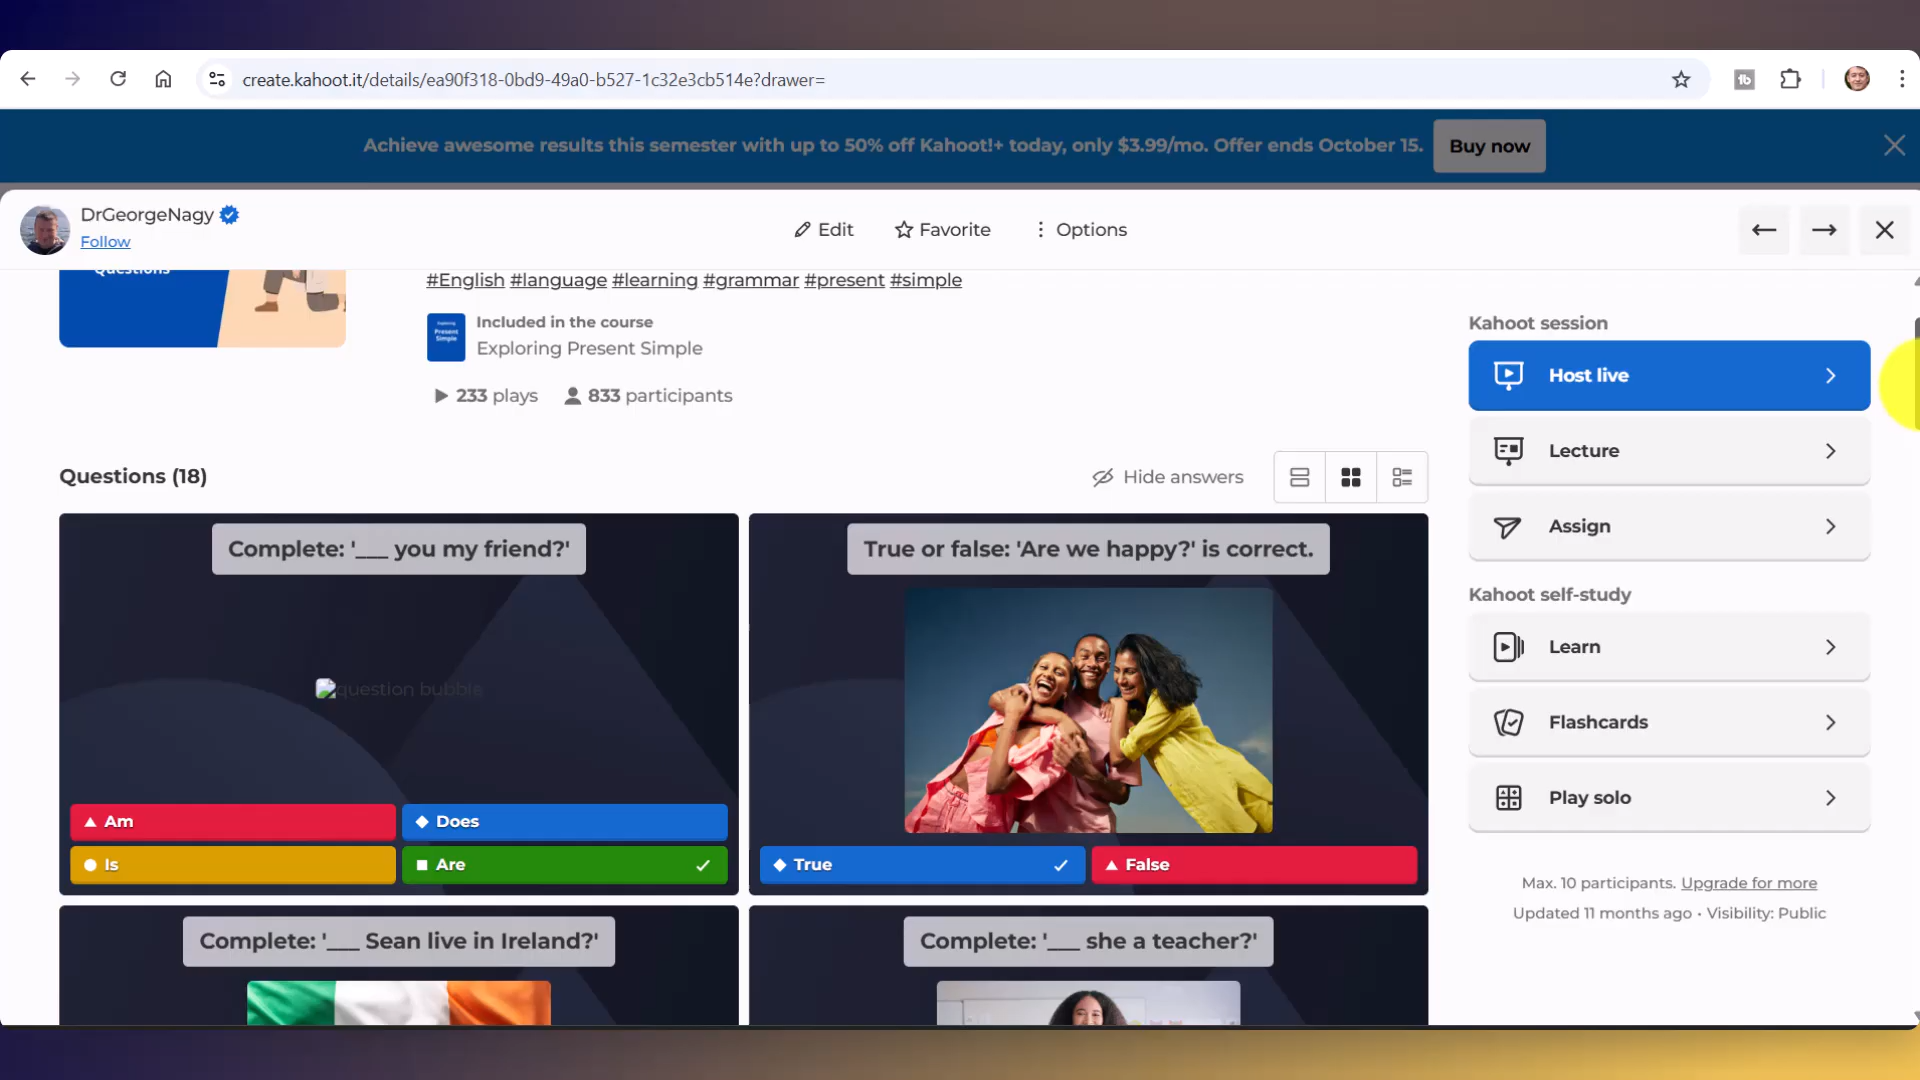 create.kahoot.it/details/ea90f318-0bd9-49a0-b527-1c32e3cb514e?drawer=
Achieve awesome results this semester with up to 50% off Kahoot!+ today, only $3.99/mo. Offer ends October 15.
Buy now
DrGeorgeNagy
Follow
Edit
Favorite
Options
Questions
#English #language #learning #grammar #present #simple
Exploring
Present
Simple
Included in the course
Exploring Present Simple
233 plays
833 participants
Questions (18)
Hide answers
Complete: '___ you my friend?'
question bubble
Am
Does
Is
Are
True or false: 'Are we happy?' is correct.
True
False
Complete: '___ Sean live in Ireland?'
Complete: '___ she a teacher?'
Kahoot session
Host live
Lecture
Assign
Kahoot self-study
Learn
Flashcards
Play solo
Max. 10 participants. Upgrade for more
Updated 11 months ago • Visibility: Public